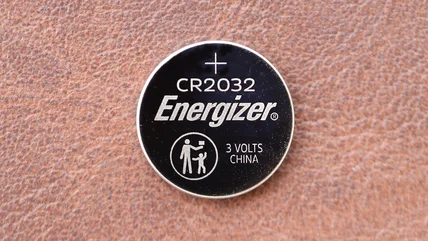 +
CR2032
Energizer®
3 VOLTS
CHINA